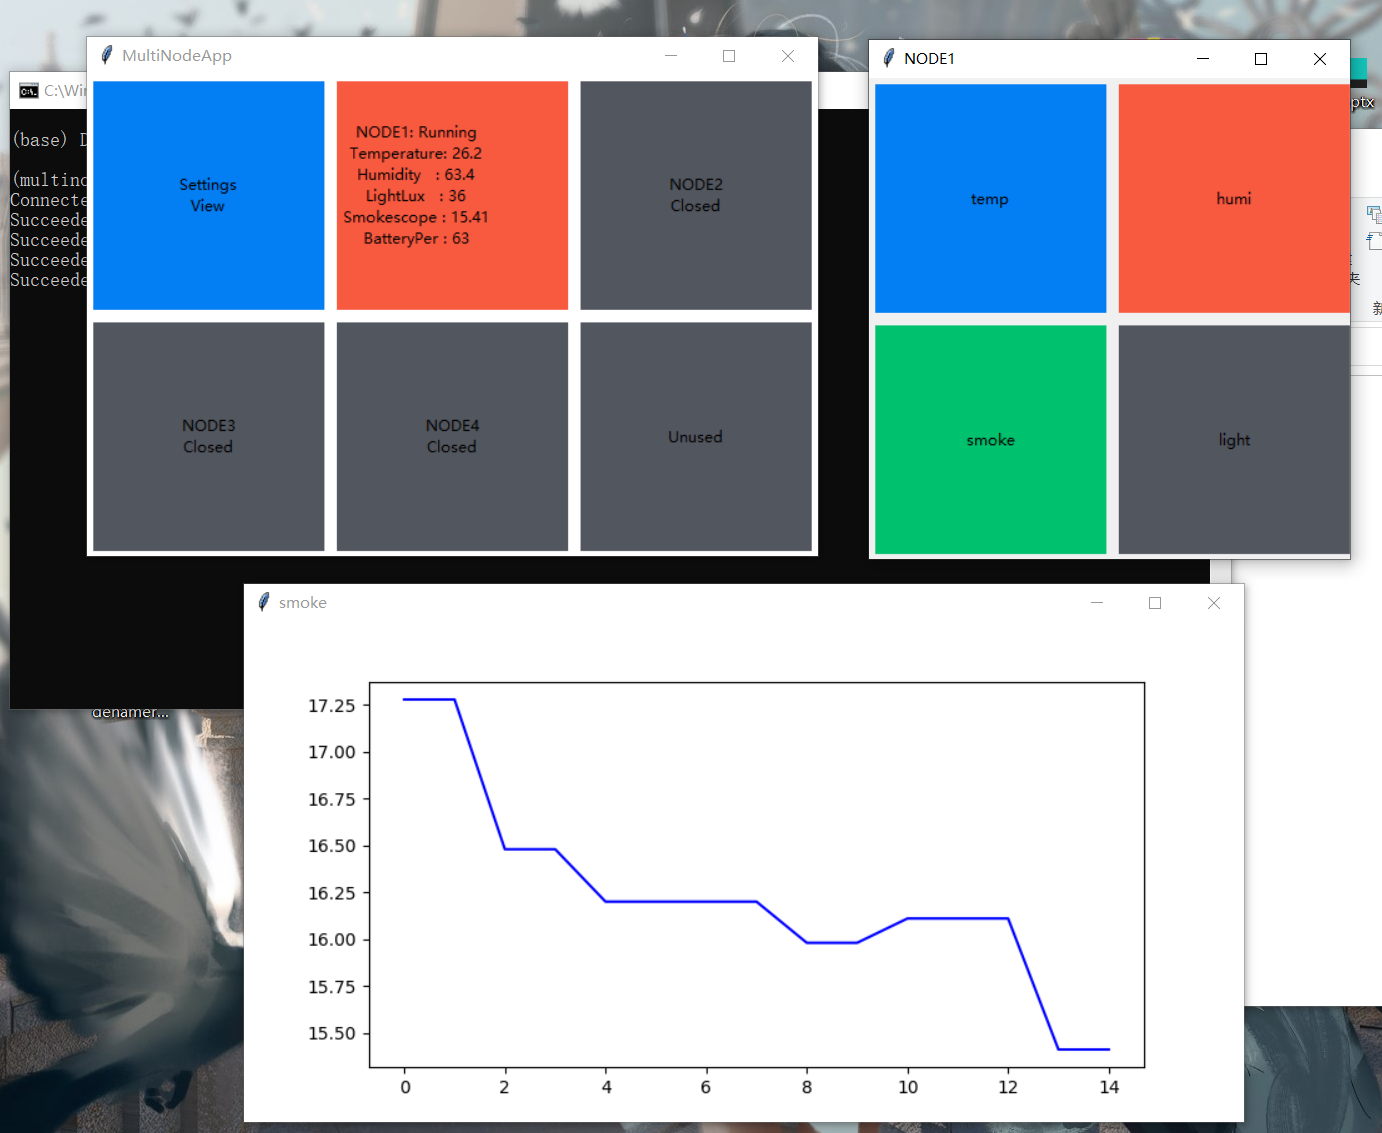 MultiNodeApp
NODE1
C:\Wi
ptx
(base) D
Settings
View
NODE1: Running
Temperature: 26.2
Humidity : 63.4
LightLux : 36
Smokescope : 15.41
BatteryPer : 63
NODE2
Closed
temp
humi
Connecte
Succeede
Succeede
Succeede
Succeede
夹
新
NODE3
Closed
NODE4
Closed
Unused
smoke
light
smoke
denamer...
17.25
17.00
16.75
16.50
16.25
16.00
15.75
15.50
0 2 4 6 8 10 12 14